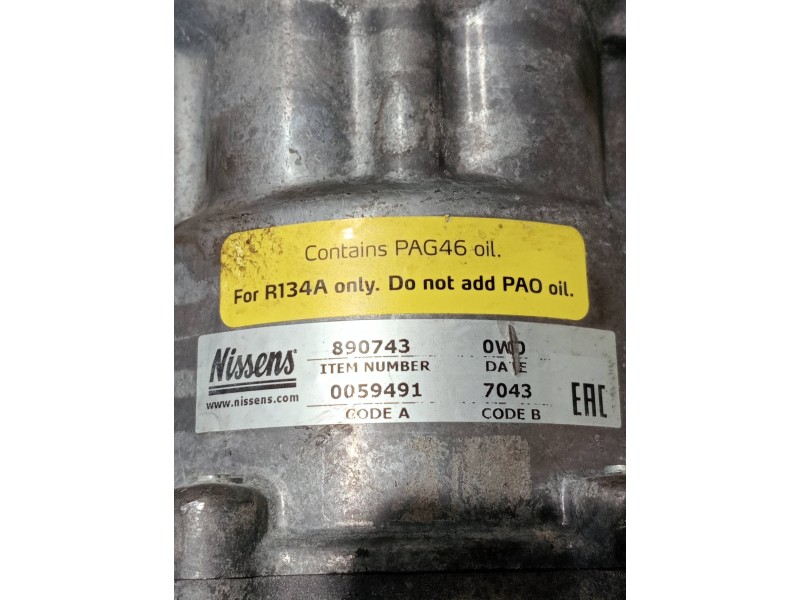 Contains PAG46 oil.
For R134A only. Do not add PAO oil.
Nissens 890743
ITEM NUMBER DATE
www.nissens.com 0059491 7043 EAC
CODE A CODE B